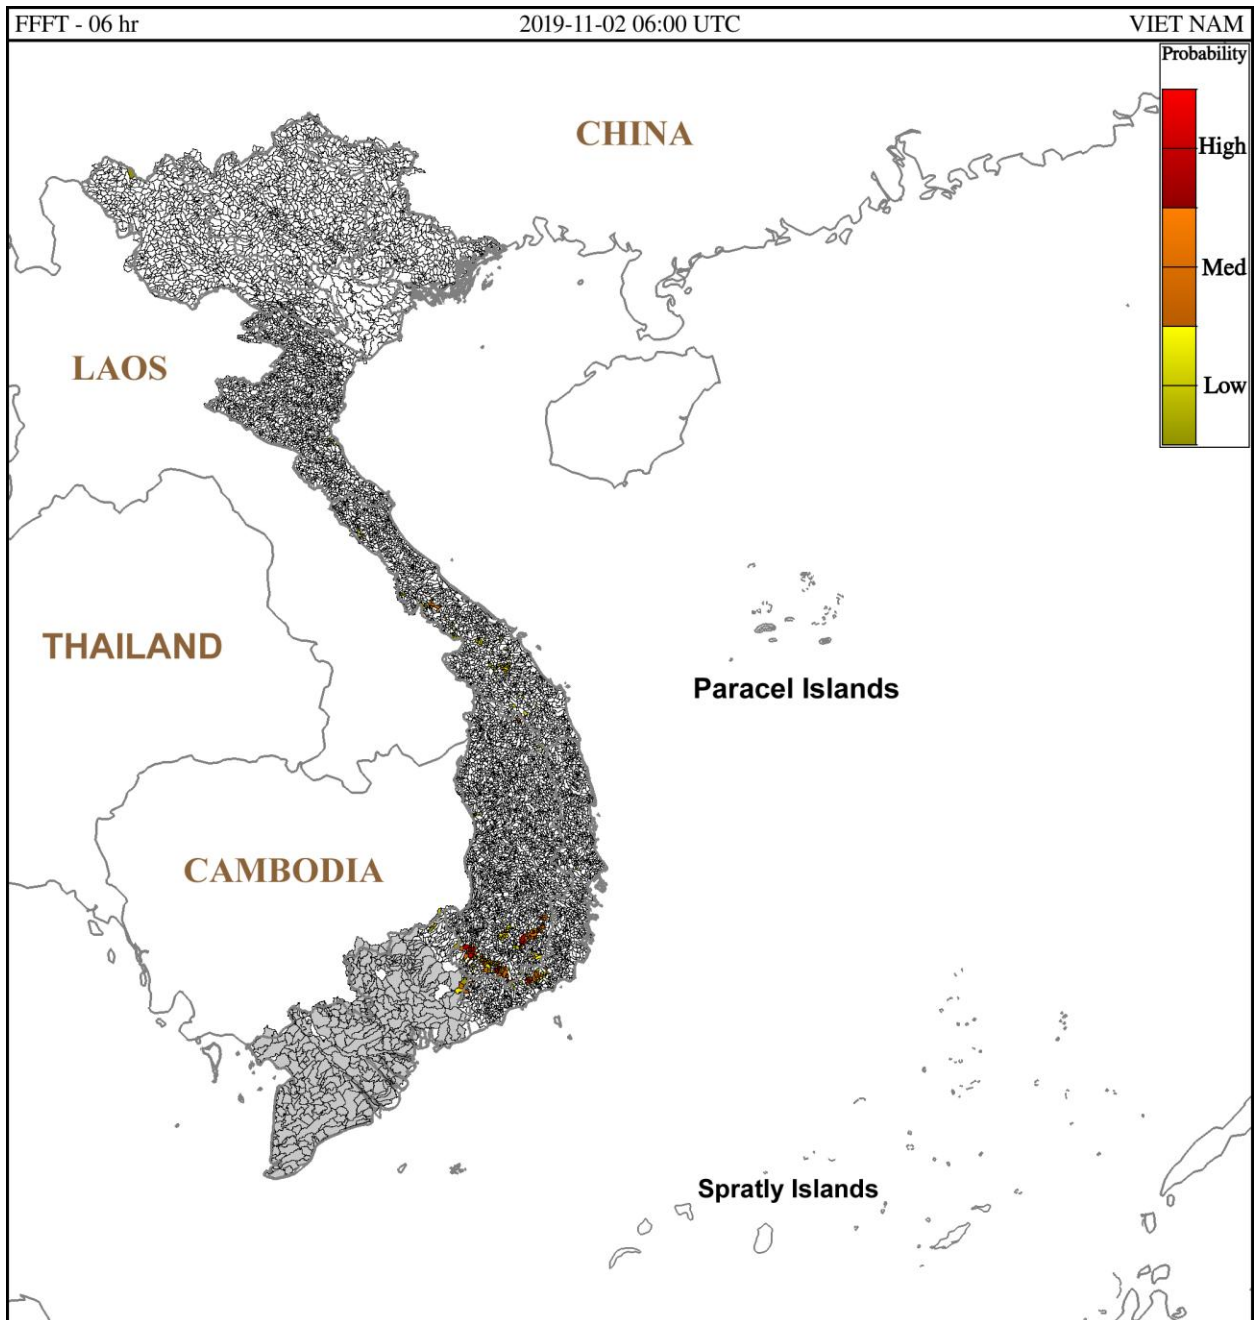 FFFT - 06 hr 2019-11-02 06:00 UTC VIET NAM
Probability
CHINA
High
Med
LAOS
Low
THAILAND
Paracel Islands
CAMBODIA
Spratly Islands